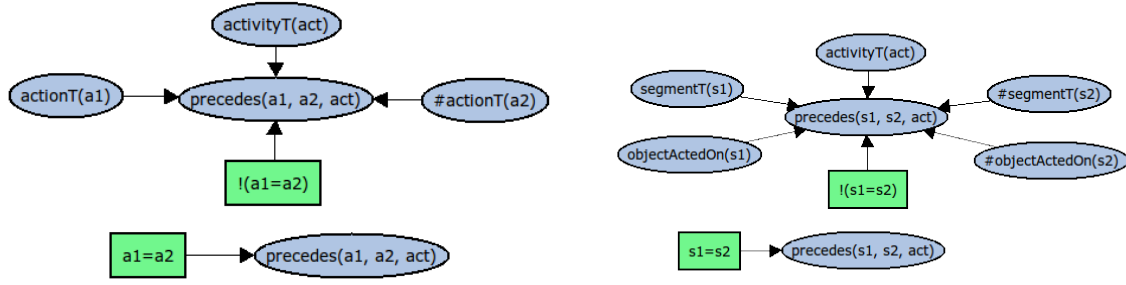 activityT(act)
actionT(a1)
precedes(a1, a2, act)
#actionT(a2)
!(a1=a2)
a1=a2
precedes(a1, a2, act)
activityT(act)
segmentT(s1)
#segmentT(s2)
precedes(s1, s2, act)
objectActedOn(s1)
#objectActedOn(s2)
!(s1=s2)
s1=s2
precedes(s1, s2, act)